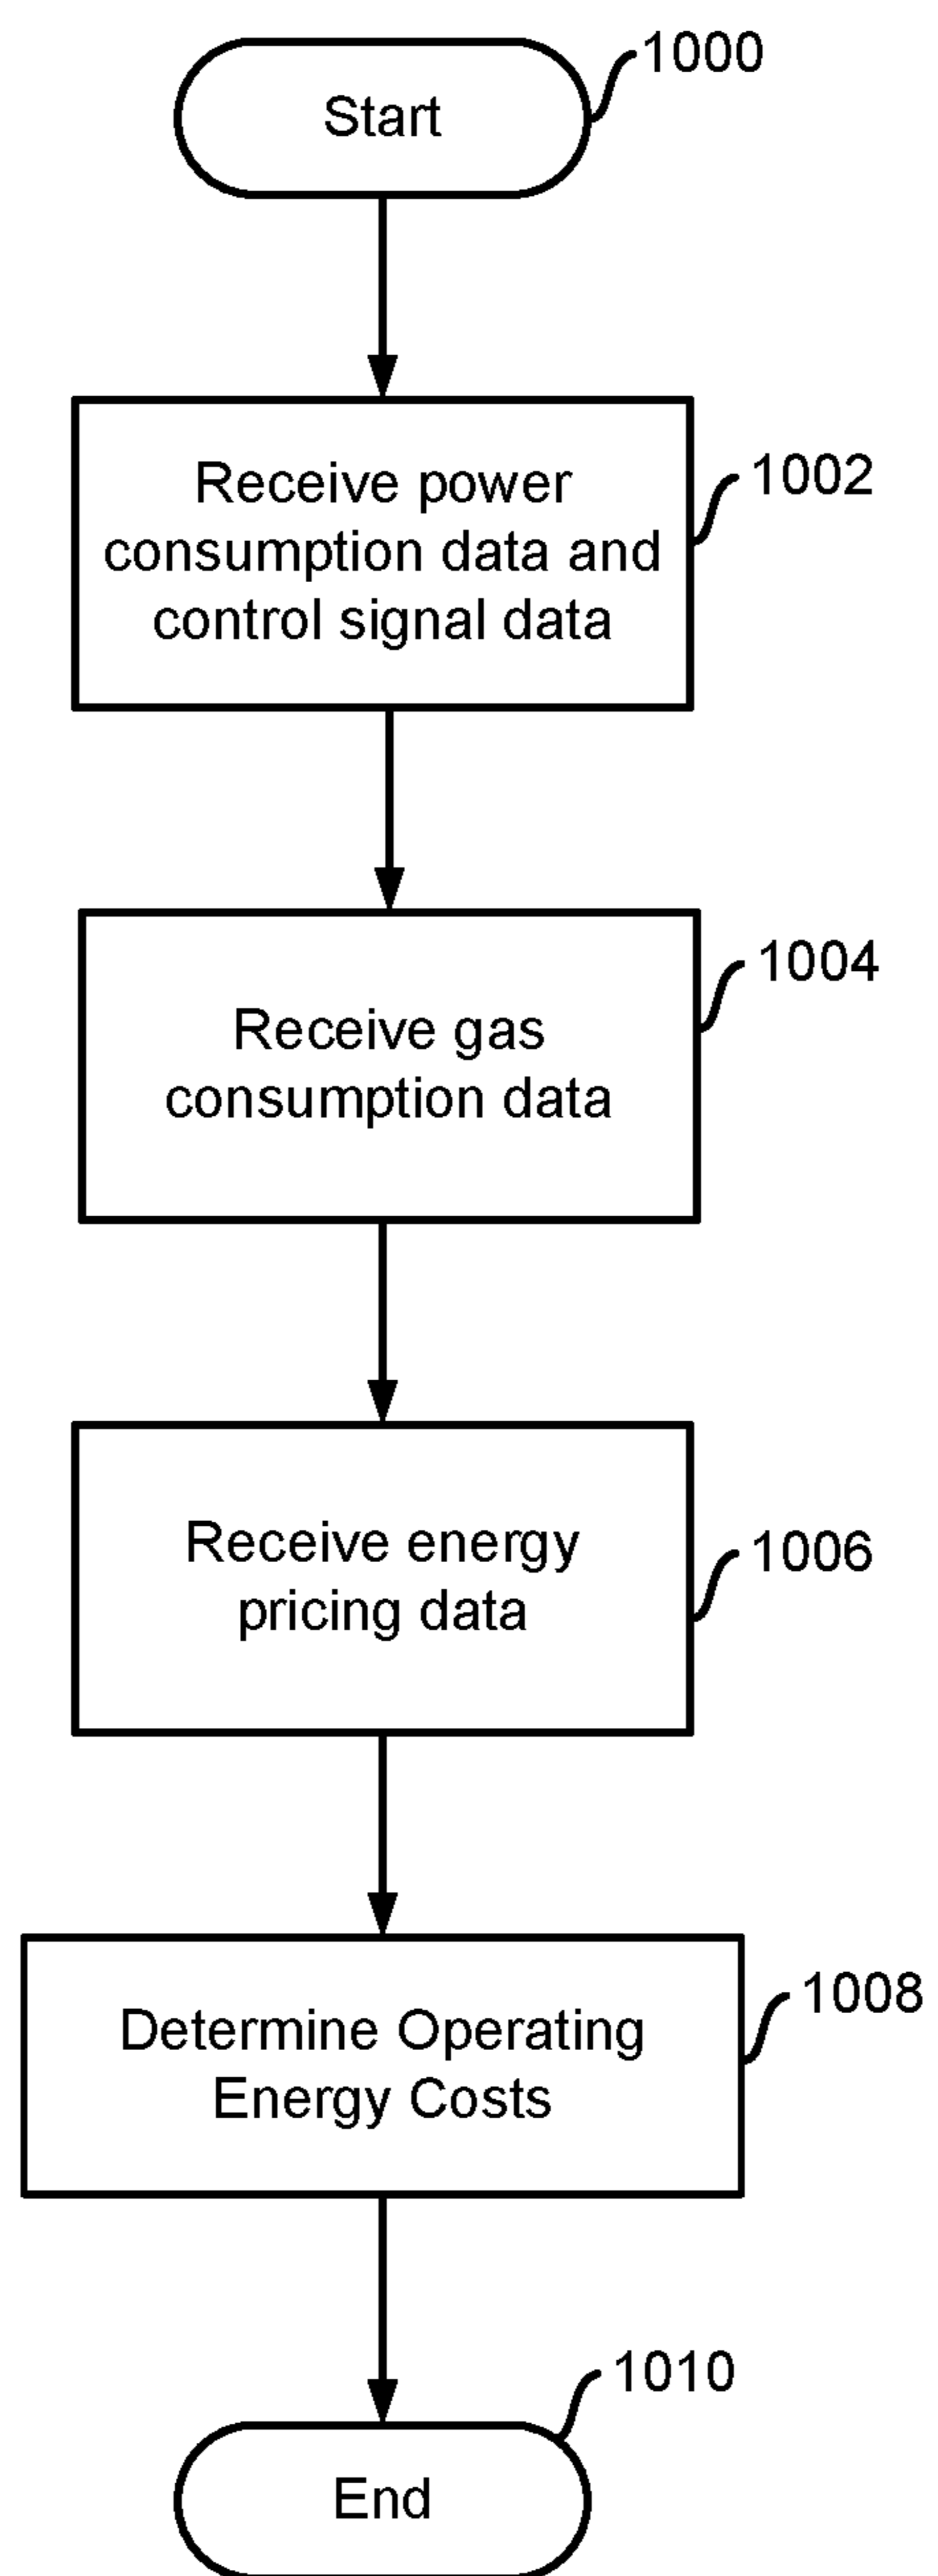 Start
1000
Receive power
consumption data and
control signal data
1002
Receive gas
consumption data
1004
Receive energy
pricing data
1006
Determine Operating
Energy Costs
1008
End
1010